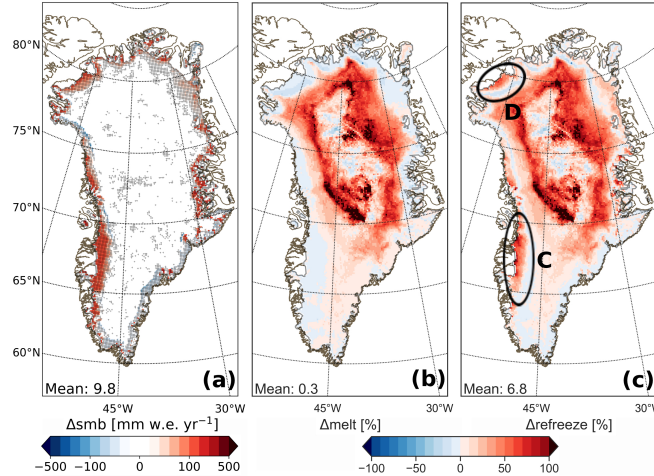 80°N
75°N
70°N
65°N
60°N
D
C
Mean: 9.8 (a)
Mean: 0.3 (b)
Mean: 6.8 (c)
45°W 30°W 45°W 30°W 45°W 30°W
Δsmb [mm w.e. yr⁻¹] Δmelt [%] Δrefreeze [%]
−500 −100 0 100 500 −100 −50 0 50 100